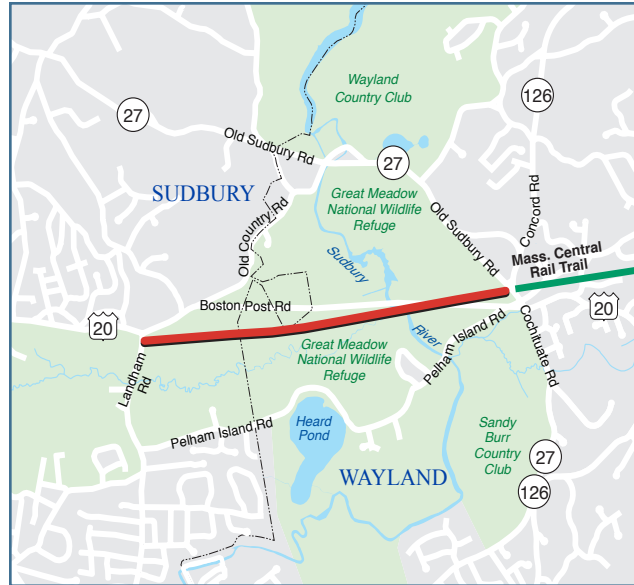 Wayland
Country Club
126
27
Old Sudbury Rd
27
SUDBURY
Great Meadow
National Wildlife
Refuge
Old Country Rd
Old Sudbury Rd
Concord Rd
Sudbury
Mass. Central
Rail Trail
Boston Post Rd
20
20
River
Pelham Island Rd
Great Meadow
National Wildlife
Refuge
Landham
Rd
Cochituate Rd
Pelham Island Rd
Heard
Pond
Sandy
Burr
Country
Club
WAYLAND
27
126